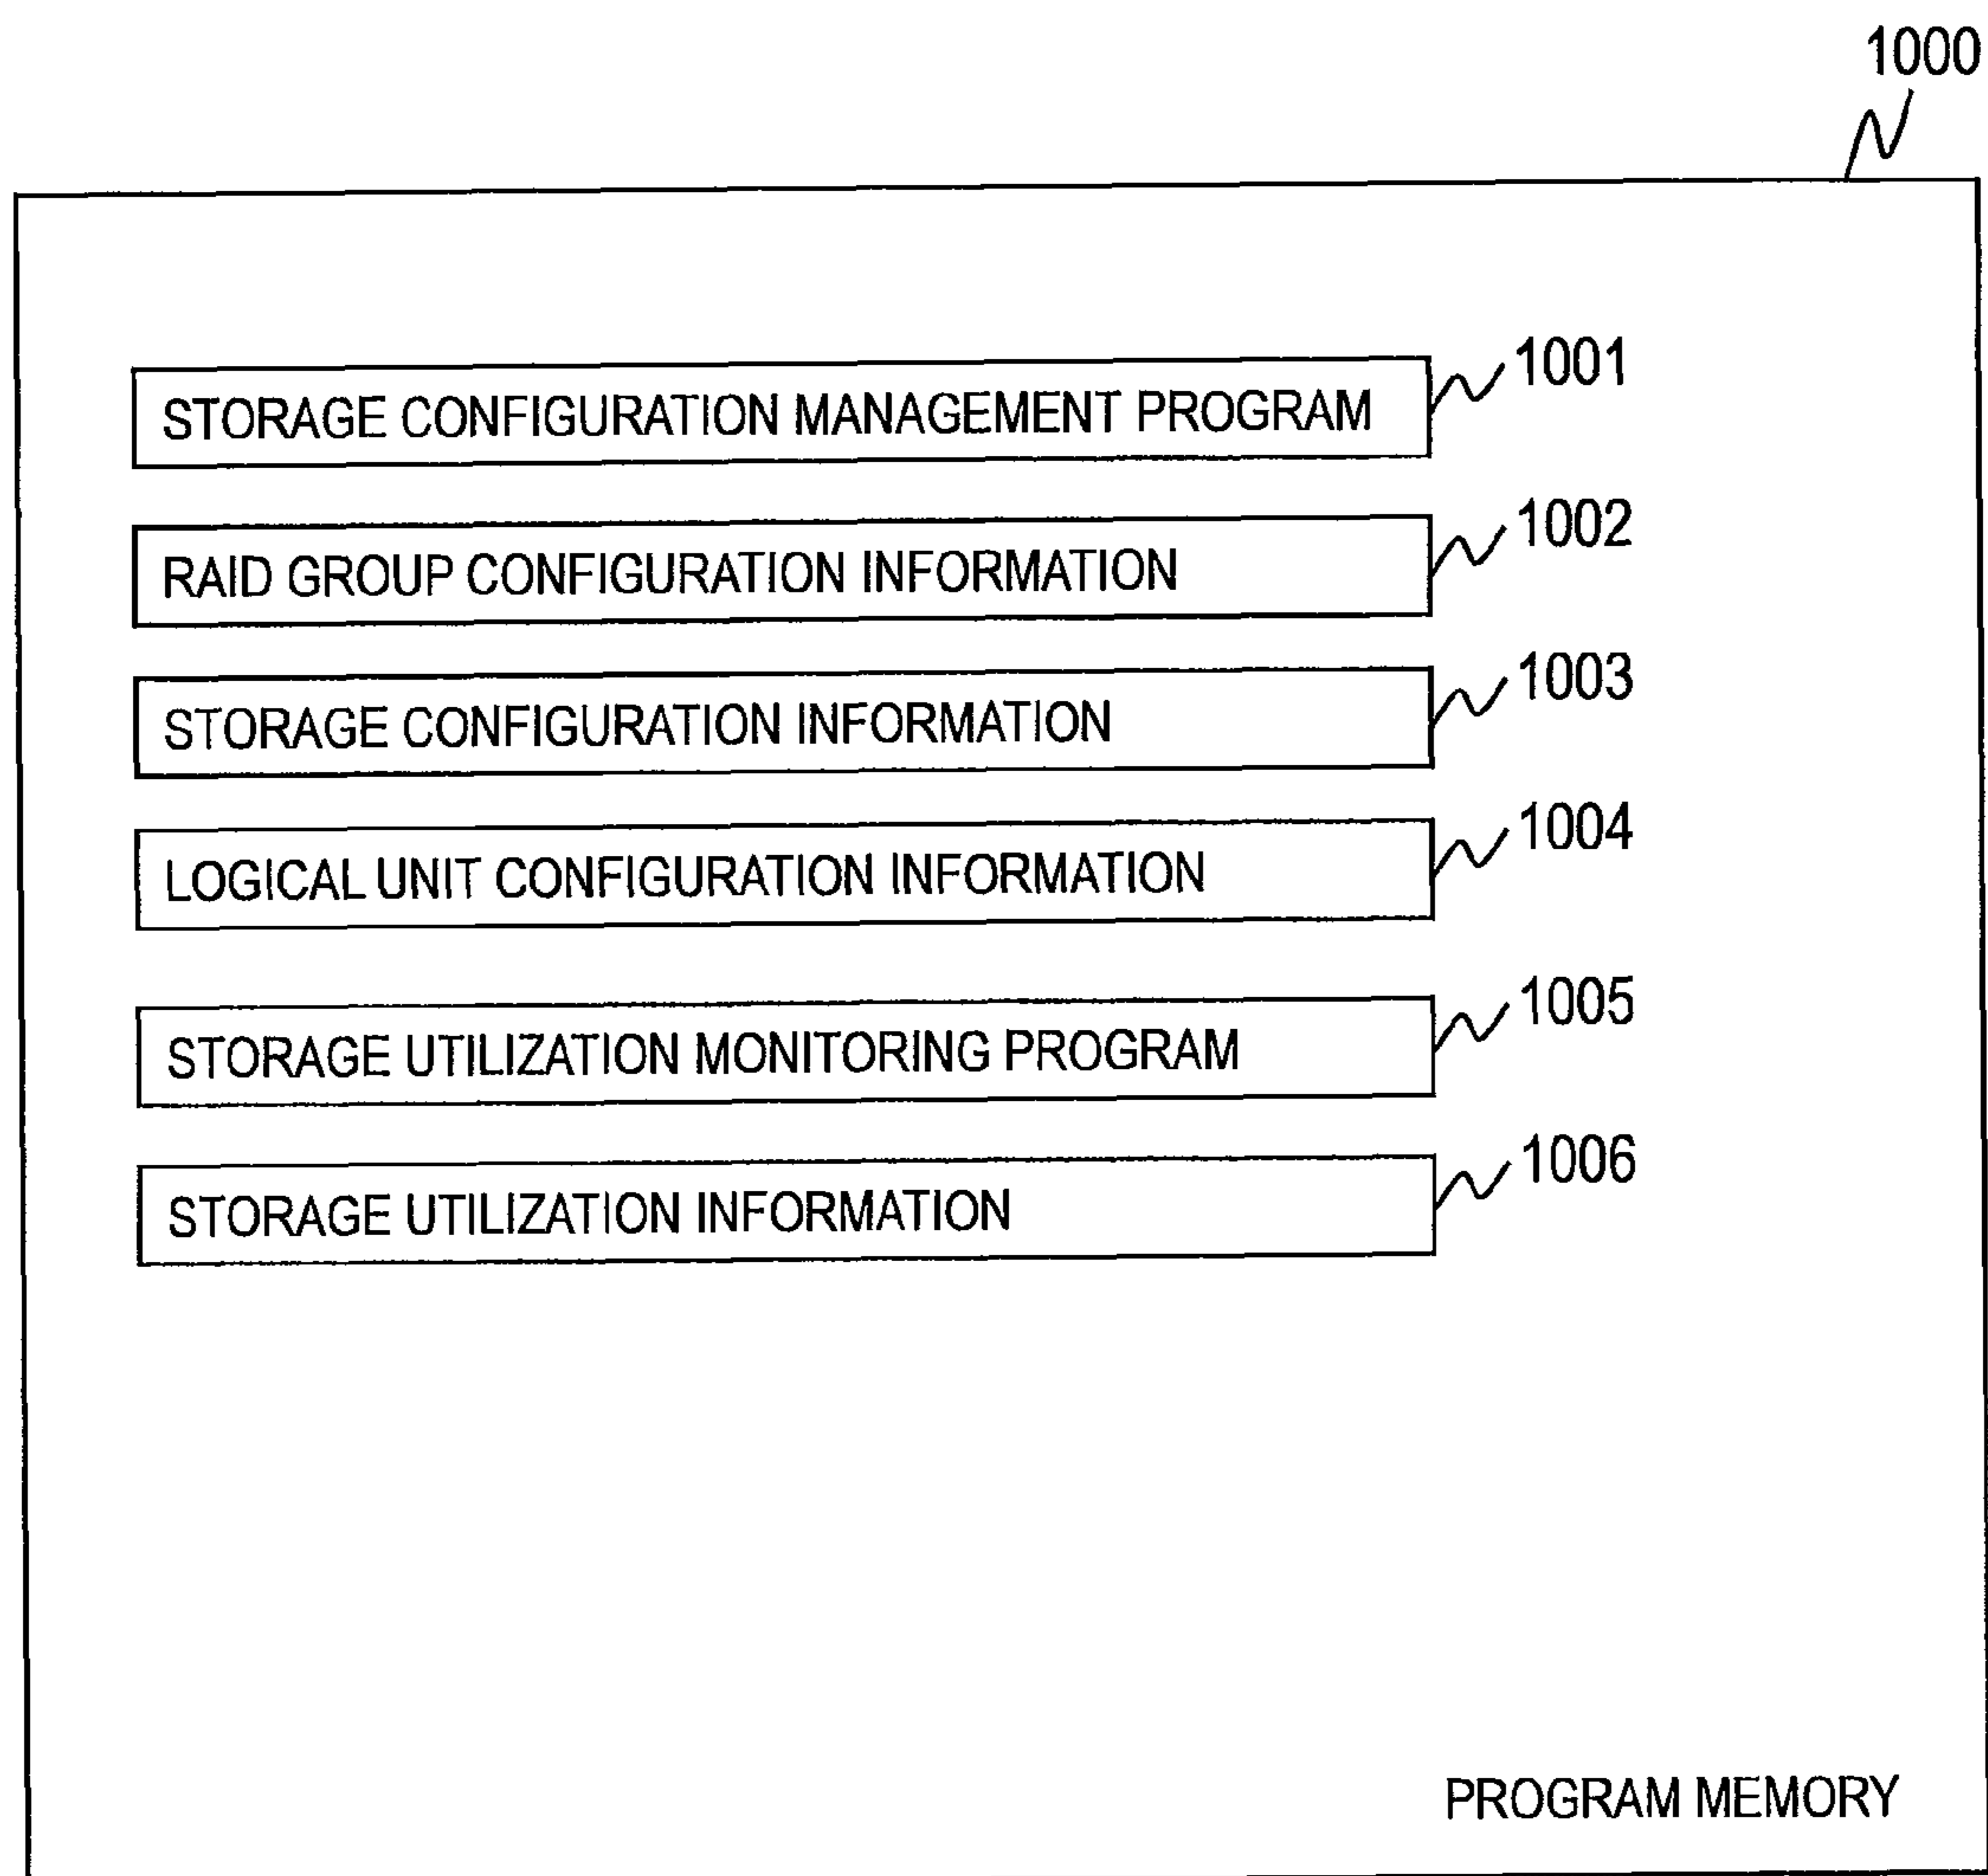 1000
STORAGE CONFIGURATION MANAGEMENT PROGRAM
1001
RAID GROUP CONFIGURATION INFORMATION
1002
STORAGE CONFIGURATION INFORMATION
1003
LOGICAL UNIT CONFIGURATION INFORMATION
1004
STORAGE UTILIZATION MONITORING PROGRAM
1005
STORAGE UTILIZATION INFORMATION
1006
PROGRAM MEMORY